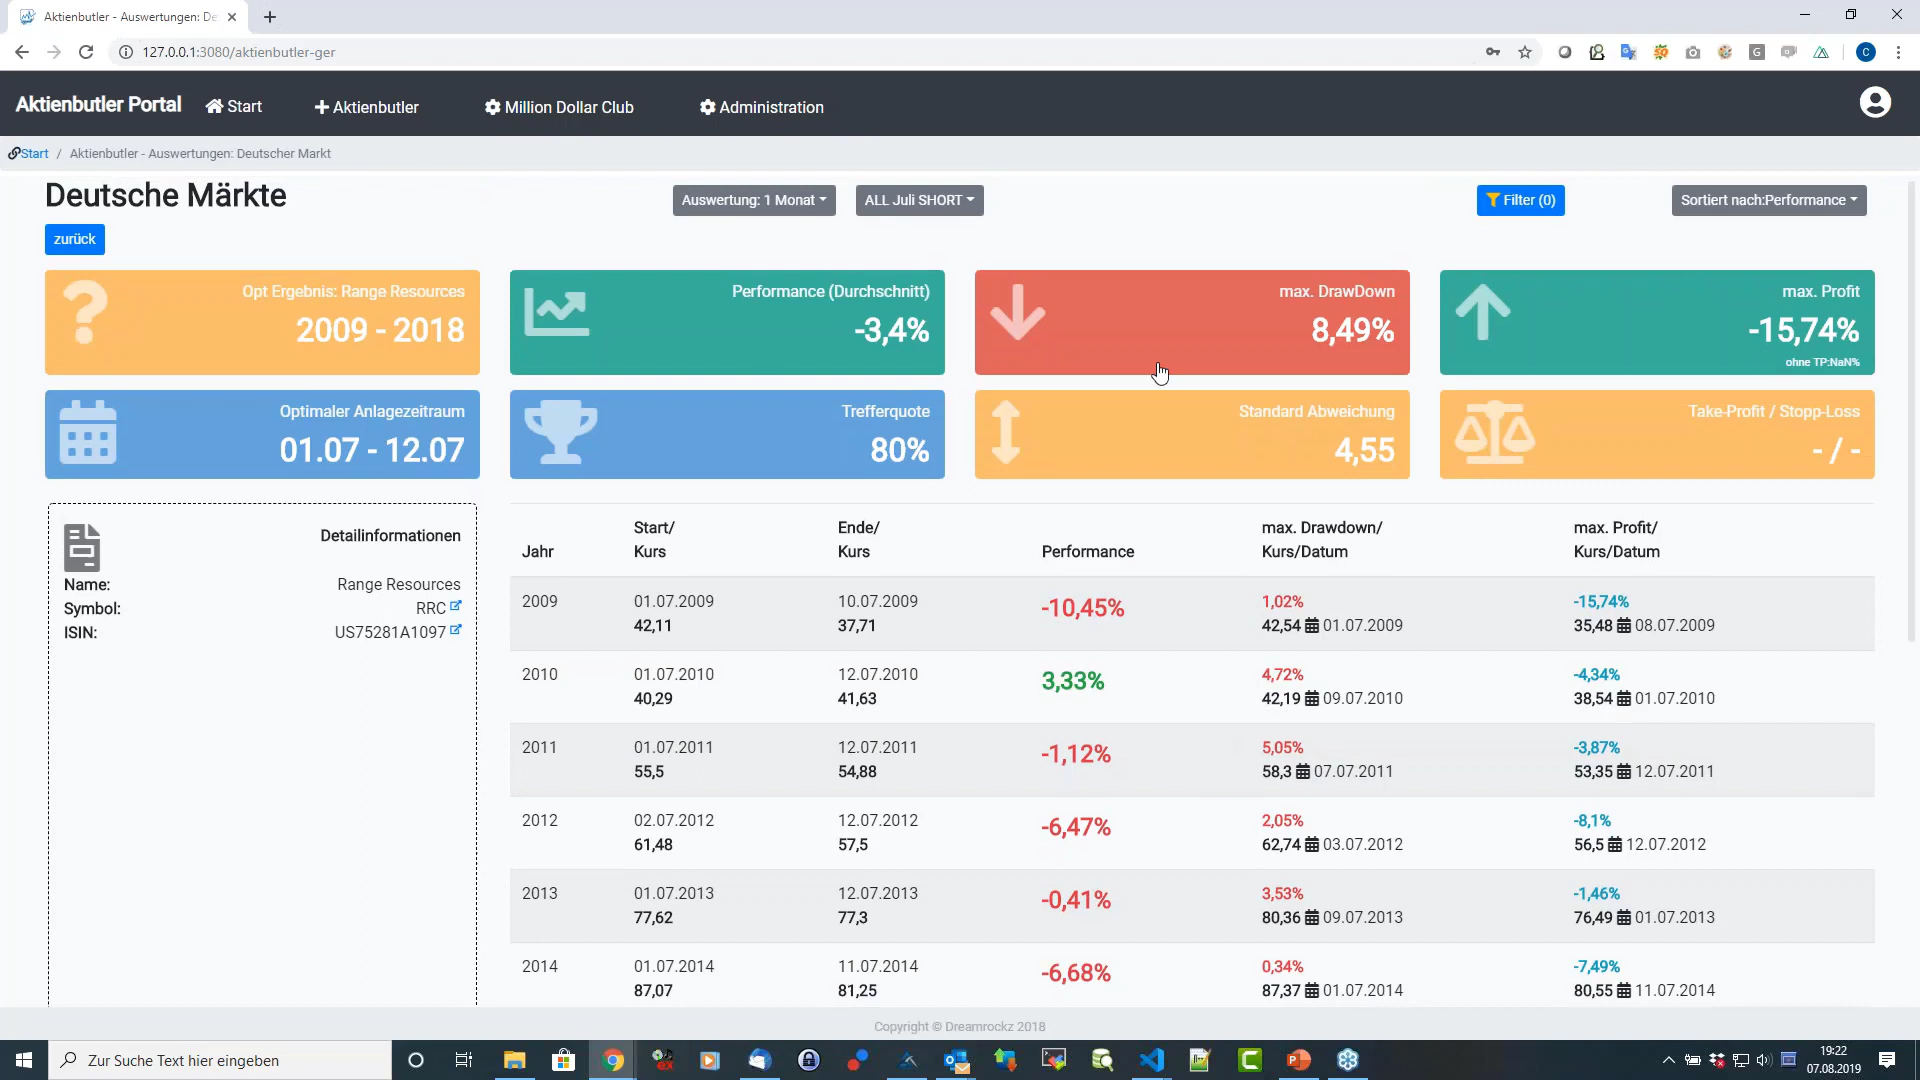 Aktienbutler - Auswertungen: De
127.0.0.1:3080/aktienbutler-ger
Aktienbutler Portal Start Aktienbutler Million Dollar Club Administration
Start / Aktienbutler - Auswertungen: Deutscher Markt
Deutsche Märkte Auswertung: 1 Monat ALL Juli SHORT Filter (0) Sortiert nach:Performance
zurück
Opt Ergebnis: Range Resources
2009 - 2018
Performance (Durchschnitt)
-3,4%
max. DrawDown
8,49%
max. Profit
-15,74%
ohne TP:NaN%
Optimaler Anlagezeitraum
01.07 - 12.07
Trefferquote
80%
Standard Abweichung
4,55
Take-Profit / Stopp-Loss
- / -
Detailinformationen
Name: Range Resources
Symbol: RRC
ISIN: US75281A1097
Start/ Ende/ max. Drawdown/ max. Profit/
Jahr Kurs Kurs Performance Kurs/Datum Kurs/Datum
2009 01.07.2009 10.07.2009 -10,45% 1,02% -15,74%
42,11 37,71 42,54 01.07.2009 35,48 08.07.2009
2010 01.07.2010 12.07.2010 3,33% 4,72% -4,34%
40,29 41,63 42,19 09.07.2010 38,54 01.07.2010
2011 01.07.2011 12.07.2011 -1,12% 5,05% -3,87%
55,5 54,88 58,3 07.07.2011 53,35 12.07.2011
2012 02.07.2012 12.07.2012 -6,47% 2,05% -8,1%
61,48 57,5 62,74 03.07.2012 56,5 12.07.2012
2013 01.07.2013 12.07.2013 -0,41% 3,53% -1,46%
77,62 77,3 80,36 09.07.2013 76,49 01.07.2013
2014 01.07.2014 11.07.2014 -6,68% 0,34% -7,49%
87,07 81,25 87,37 01.07.2014 80,55 11.07.2014
Copyright © Dreamrockz 2018
Zur Suche Text hier eingeben
19:22
07.08.2019